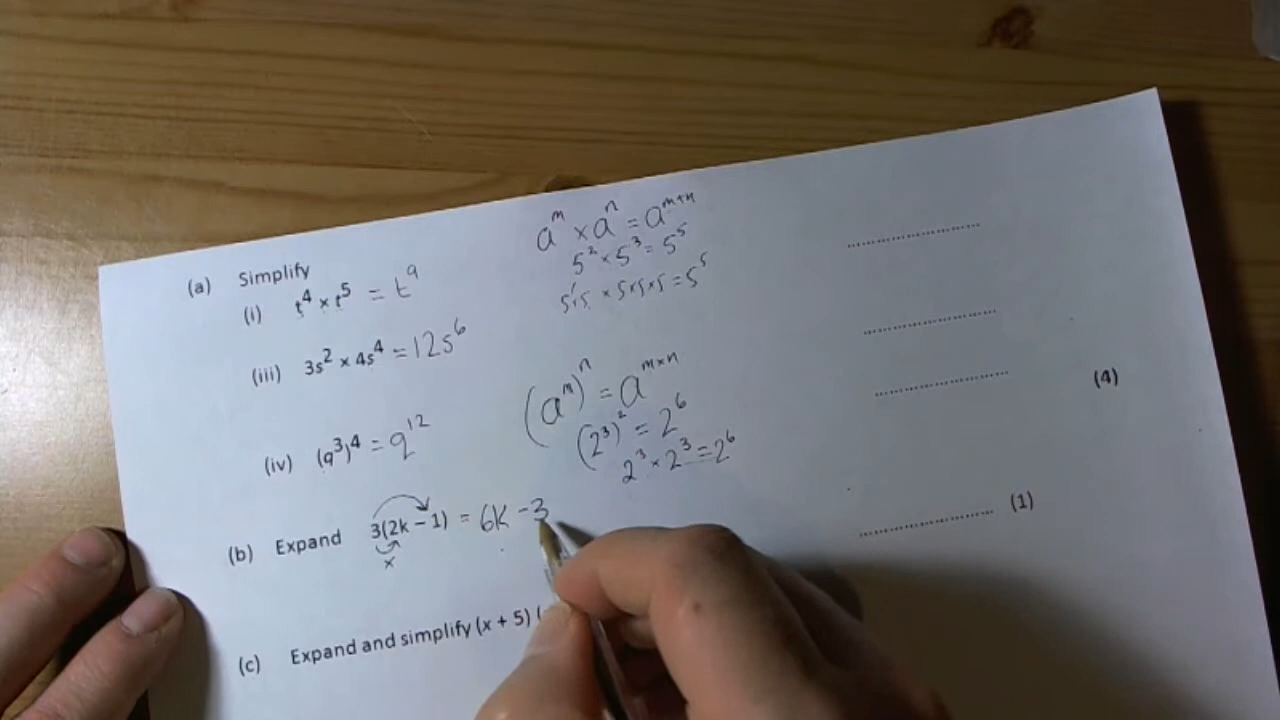 aᵐ × aⁿ = aᵐ⁺ⁿ
5² × 5³ = 5⁵
5×5 × 5×5×5 = 5⁵
(a) Simplify
(i) t⁴ × t⁵ = t⁹
(iii) 3s² × 4s⁴ = 12s⁶
(aᵐ)ⁿ = aᵐˣⁿ
(2³)² = 2⁶
2³ × 2³ = 2⁶
(4)
(iv) (q³)⁴ = q¹²
(b) Expand 3(2k − 1) = 6k − 3
×
(1)
(c) Expand and simplify (x + 5) (